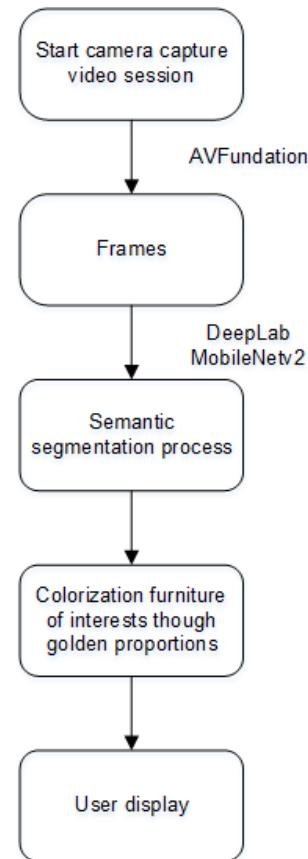 Start camera capture
video session
AVFundation
Frames
DeepLab
MobileNetv2
Semantic
segmentation process
Colorization furniture
of interests though
golden proportions
User display